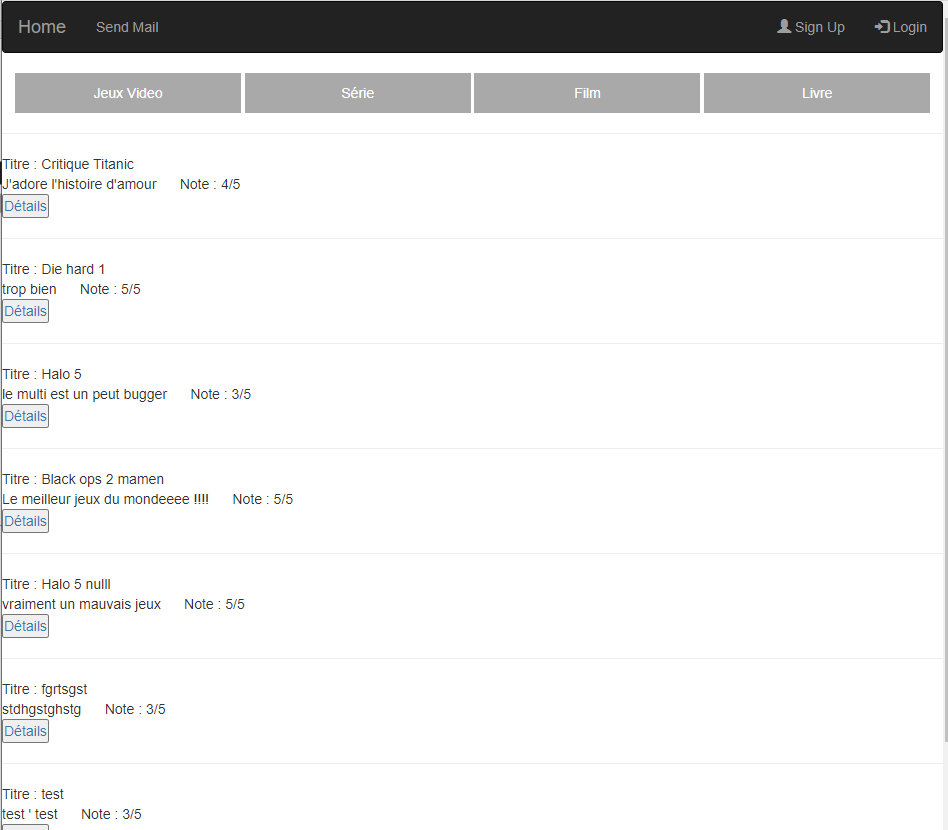 Home Send Mail Sign Up Login
Jeux Video Série Film Livre
Titre : Critique Titanic
J'adore l'histoire d'amour Note : 4/5
Détails
Titre : Die hard 1
trop bien Note : 5/5
Détails
Titre : Halo 5
le multi est un peut bugger Note : 3/5
Détails
Titre : Black ops 2 mamen
Le meilleur jeux du mondeeee !!!! Note : 5/5
Détails
Titre : Halo 5 nulll
vraiment un mauvais jeux Note : 5/5
Détails
Titre : fgrtsgst
stdhgstghstg Note : 3/5
Détails
Titre : test
test ' test Note : 3/5